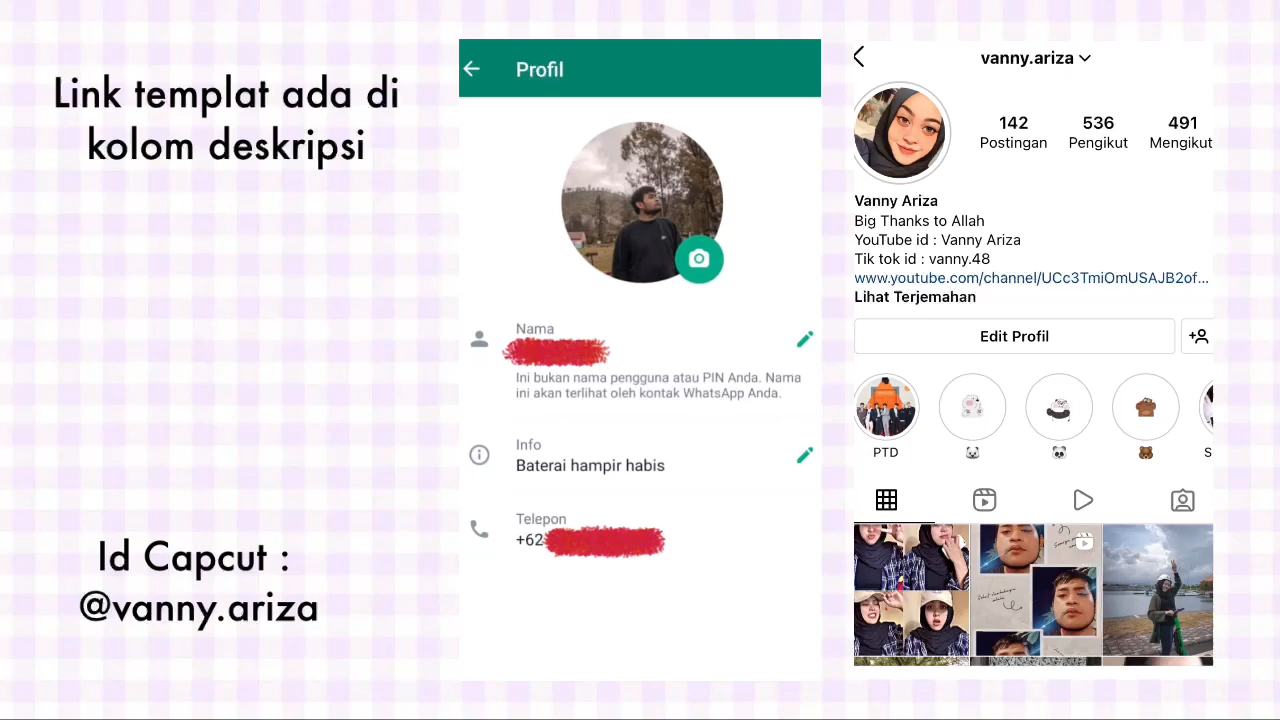 Link templat ada di
kolom deskripsi
Id Capcut :
@vanny.ariza
Profil
Nama
Ini bukan nama pengguna atau PIN Anda. Nama
ini akan terlihat oleh kontak WhatsApp Anda.
Info
Baterai hampir habis
Telepon
+62
vanny.ariza
142
536
491
Postingan
Pengikut
Mengikut
Vanny Ariza
Big Thanks to Allah
YouTube id : Vanny Ariza
Tik tok id : vanny.48
www.youtube.com/channel/UCc3TmiOmUSAJB2of...
Lihat Terjemahan
Edit Profil
PTD
S